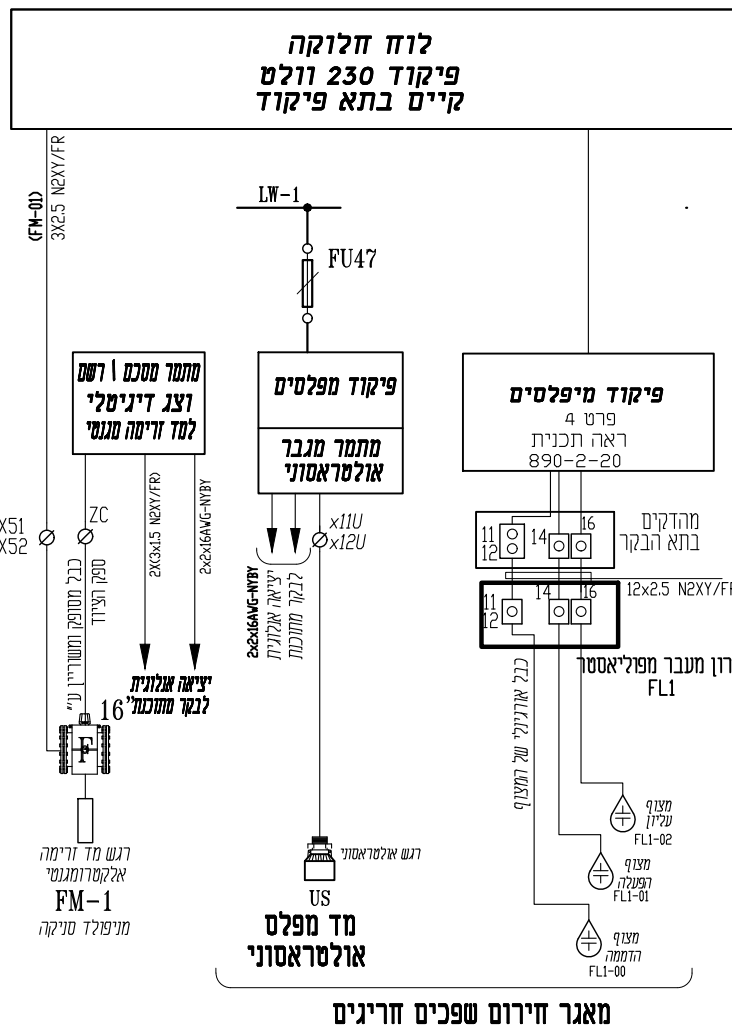 לוח חלוקה
פיקוד 230 וולט
קיים בתא פיקוד
(FM-01)
3X2.5 N2XY/FR
LW-1
FU47
מתמר מסכם \ רשם
וצג דיגיטלי
למד זרימה מגנטי
פיקוד מפלסים
מתמר מגבר
אולטראסוני
פיקוד מיפלסים
פרט 4
ראה תכנית
890-2-20
X51
X52
ZC
כבל מסופק ומשוריין ע"י
ספק הציוד
2X(3x1.5 N2XY/FR)
2x2x16AWG-NYBY
יציאה אנלוגית
לבקר מתוכנת
16"
2x2x16AWG-NYBY
יציאה אנלוגית
לבקר מתוכנת
x11U
x12U
11
12
14
16
מהדקים
בתא הבקר
12x2.5 N2XY/FR
11
12
14
16
רון מעבר מפוליאסטר
FL1
כבל אורגינלי של המצוף
F
רגש מד זרימה
אלקטרומגנטי
FM-1
מניפולד סניקה
רגש אולטראסוני
US
מד מפלס
אולטראסוני
מצוף
עליון
FL1-02
מצוף
הפעלה
FL1-01
מצוף
הדממה
FL1-00
מאגר חירום שפכים חריגים